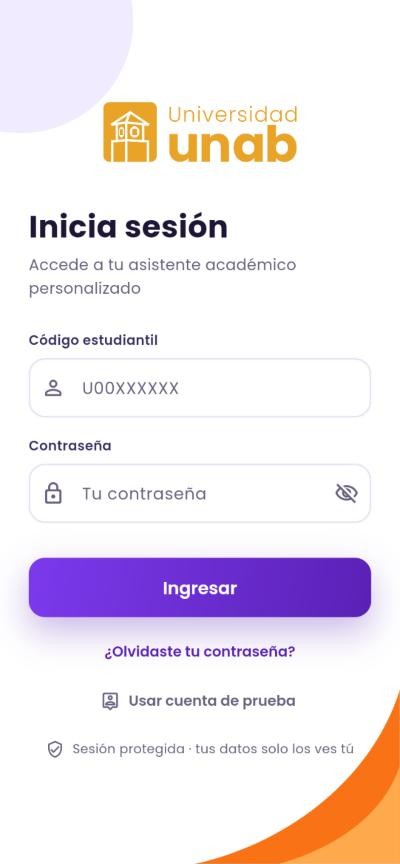 Universidad
unab
Inicia sesión
Accede a tu asistente académico
personalizado
Código estudiantil
U00XXXXXX
Contraseña
Tu contraseña
Ingresar
¿Olvidaste tu contraseña?
Usar cuenta de prueba
Sesión protegida · tus datos solo los ves tú